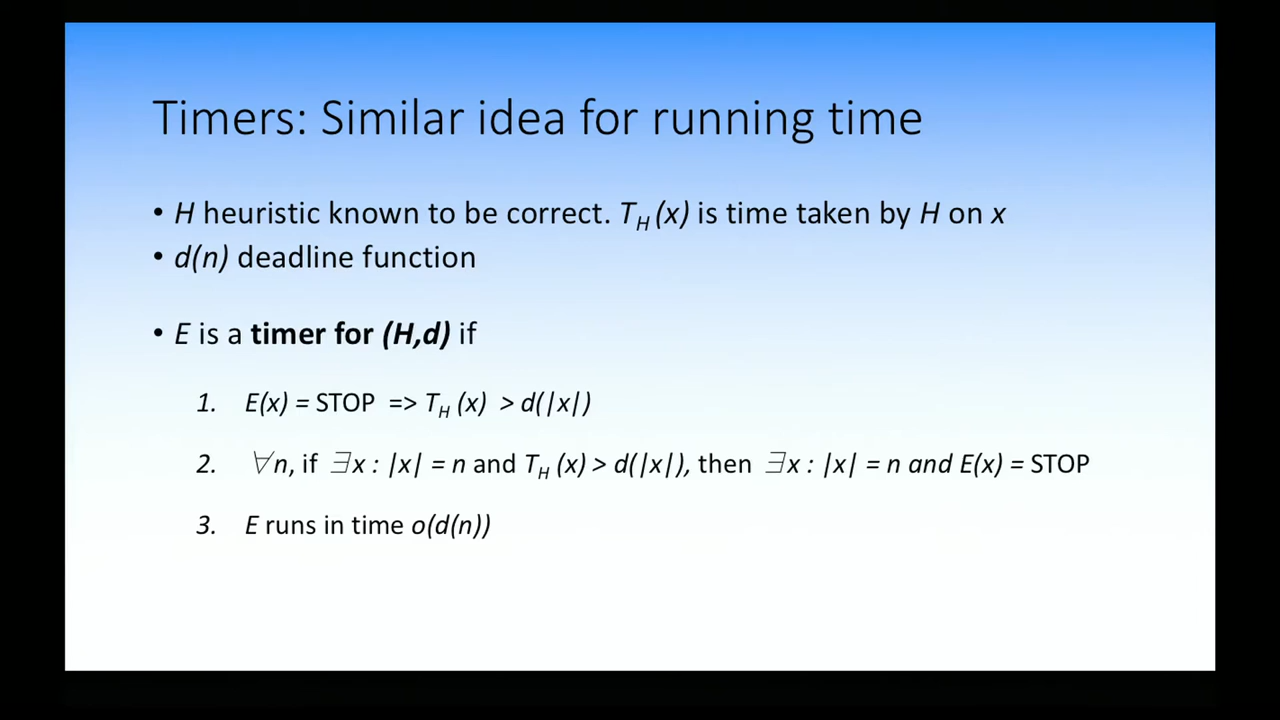 Timers: Similar idea for running time
• H heuristic known to be correct. T_H (x) is time taken by H on x
• d(n) deadline function
• E is a timer for (H,d) if
1. E(x) = STOP => T_H (x) > d(|x|)
2. ∀n, if ∃x : |x| = n and T_H (x) > d(|x|), then ∃x : |x| = n and E(x) = STOP
3. E runs in time o(d(n))